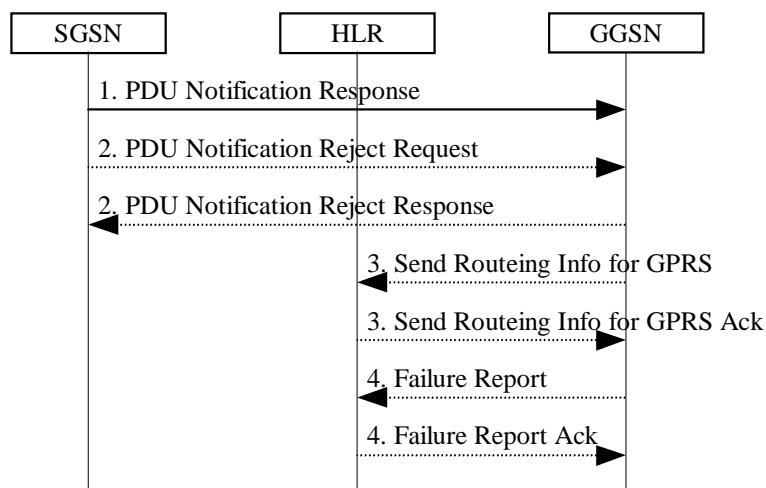 SGSN HLR GGSN
1. PDU Notification Response
2. PDU Notification Reject Request
2. PDU Notification Reject Response
3. Send Routeing Info for GPRS
3. Send Routeing Info for GPRS Ack
4. Failure Report
4. Failure Report Ack